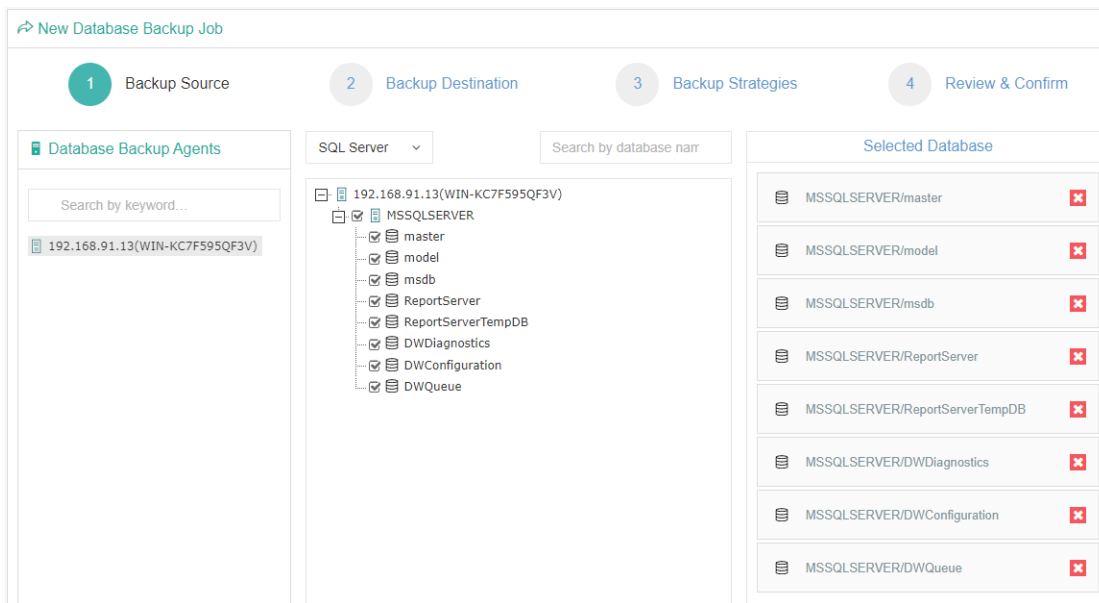 New Database Backup Job
1 Backup Source
2 Backup Destination
3 Backup Strategies
4 Review & Confirm
Database Backup Agents
Search by keyword...
192.168.91.13(WIN-KC7F595QF3V)
SQL Server
Search by database nam
192.168.91.13(WIN-KC7F595QF3V)
MSSQLSERVER
master
model
msdb
ReportServer
ReportServerTempDB
DWDiagnostics
DWConfiguration
DWQueue
Selected Database
MSSQLSERVER/master
MSSQLSERVER/model
MSSQLSERVER/msdb
MSSQLSERVER/ReportServer
MSSQLSERVER/ReportServerTempDB
MSSQLSERVER/DWDiagnostics
MSSQLSERVER/DWConfiguration
MSSQLSERVER/DWQueue